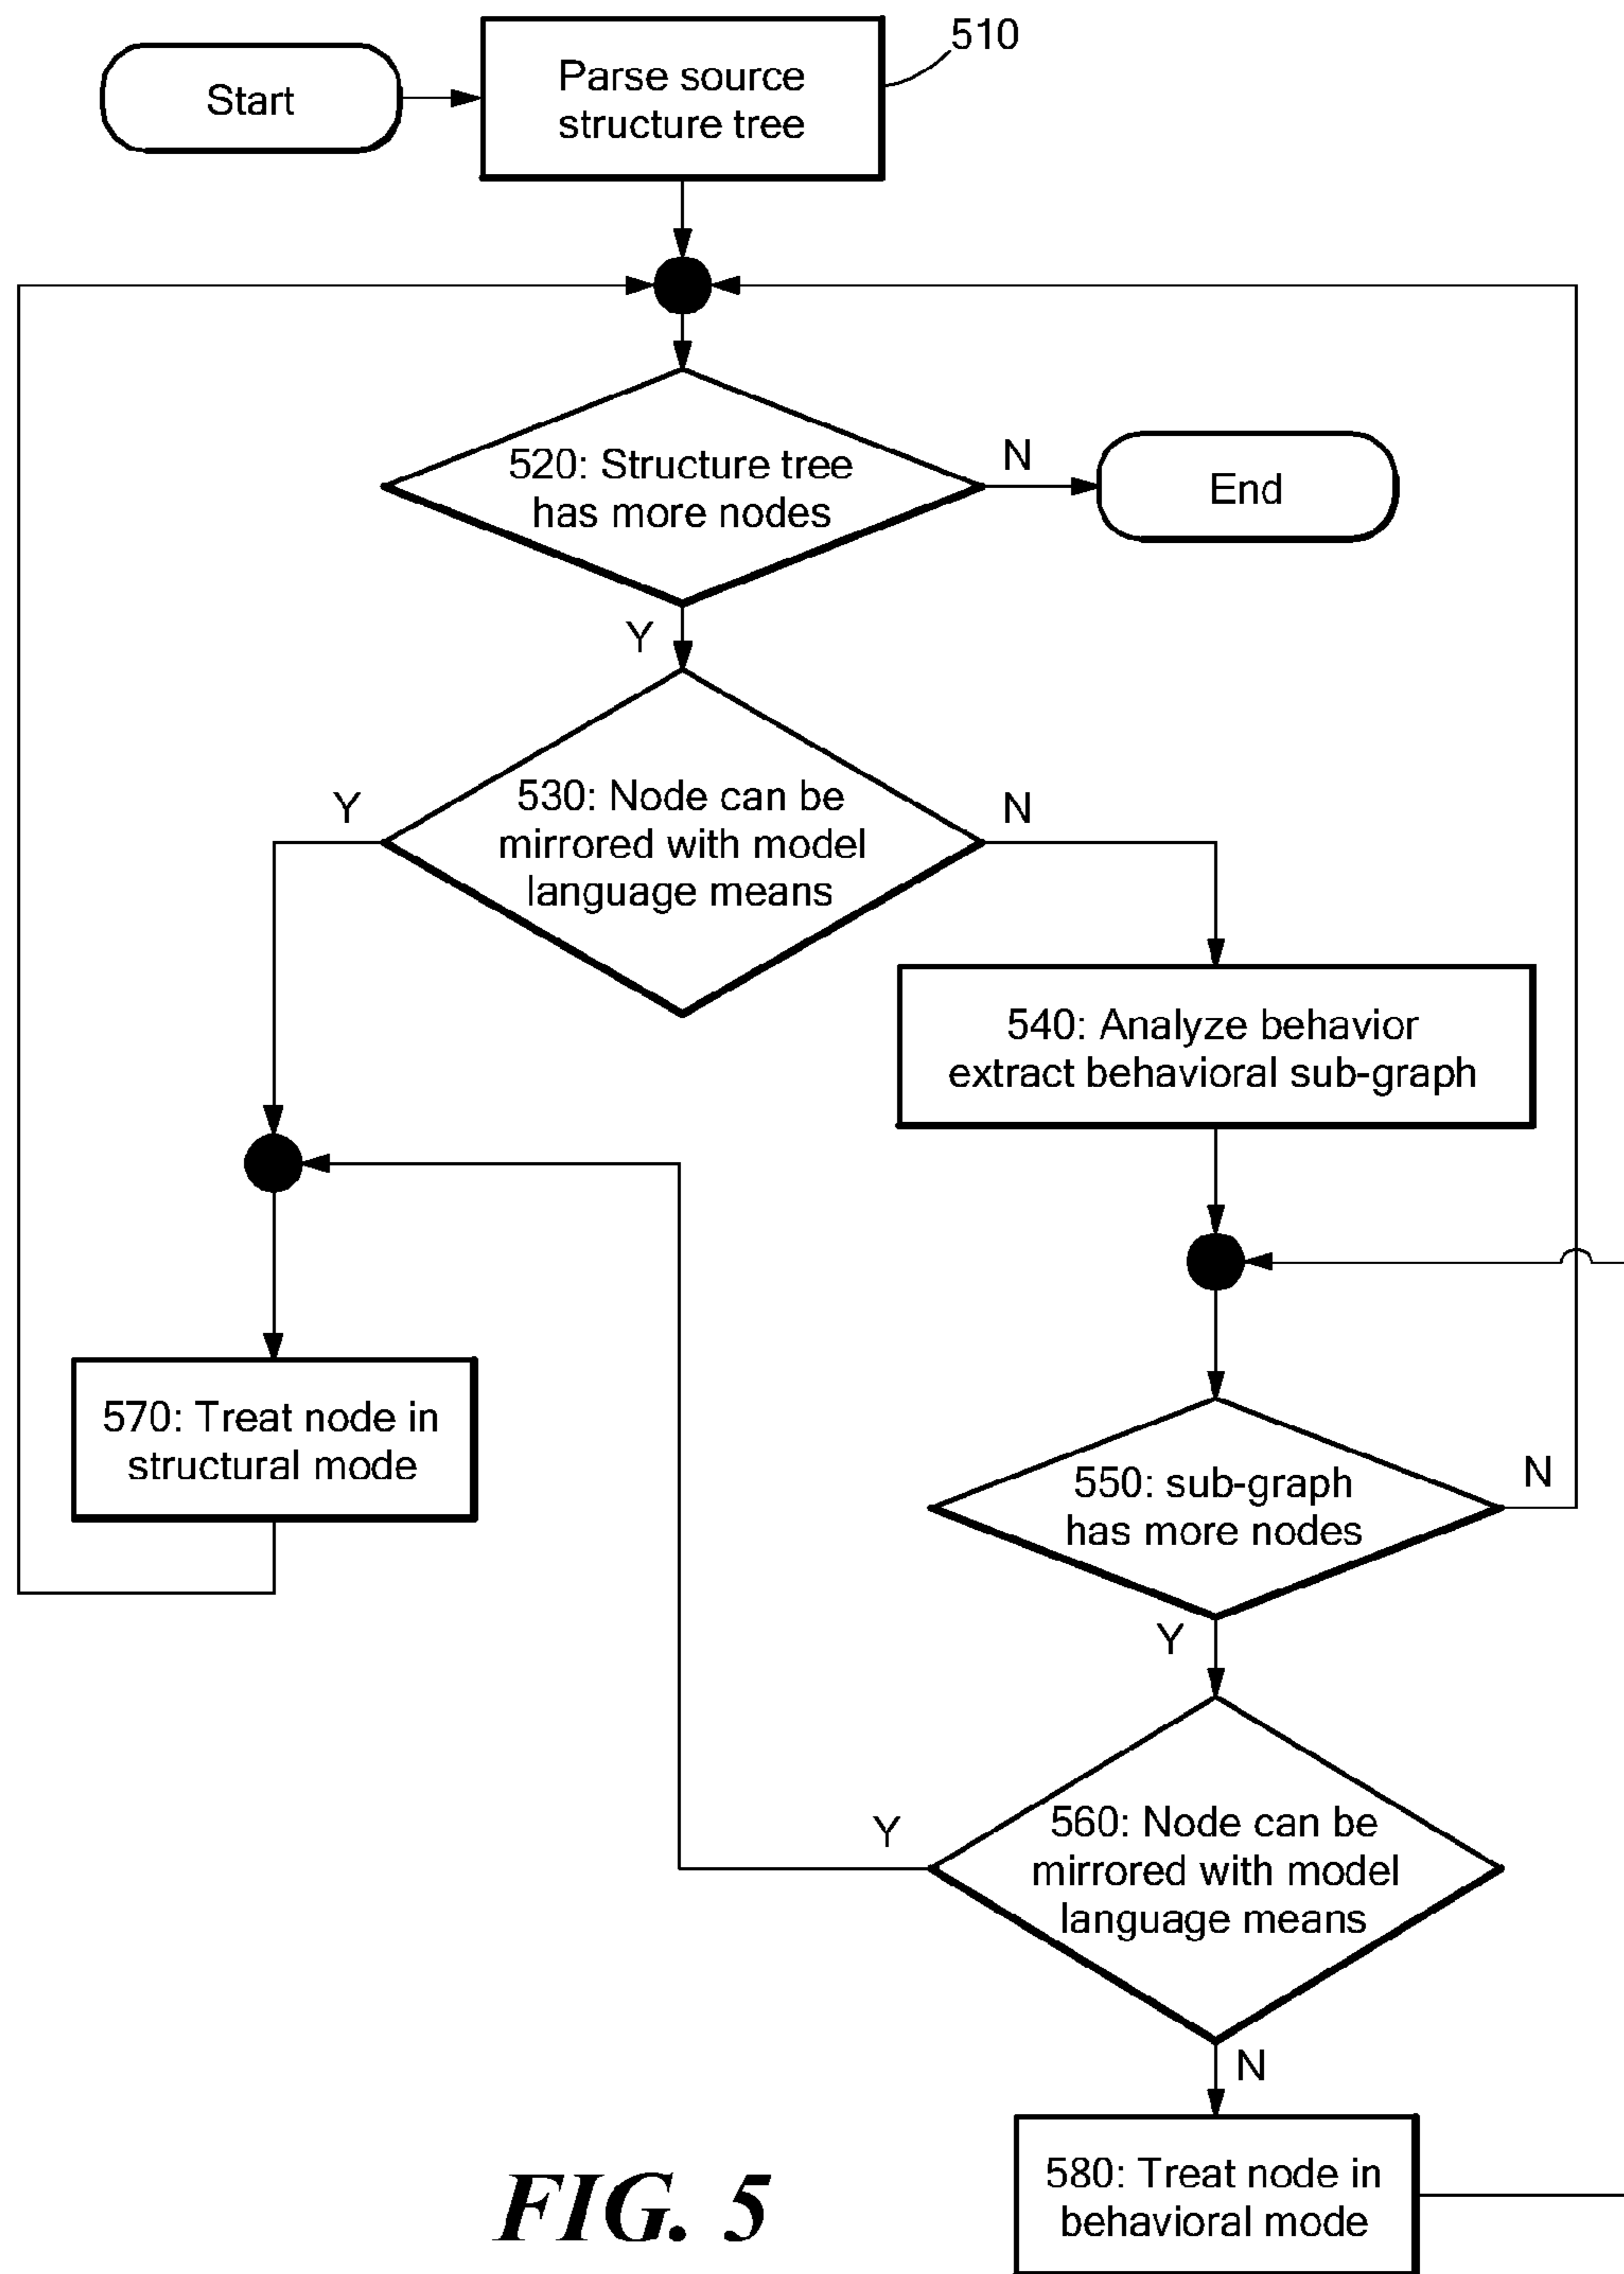 510
Start
Parse source
structure tree
520: Structure tree
has more nodes
N
End
Y
530: Node can be
mirrored with model
language means
Y
N
540: Analyze behavior
extract behavioral sub-graph
570: Treat node in
structural mode
550: sub-graph
has more nodes
N
Y
560: Node can be
mirrored with model
language means
Y
N
580: Treat node in
behavioral mode
FIG. 5